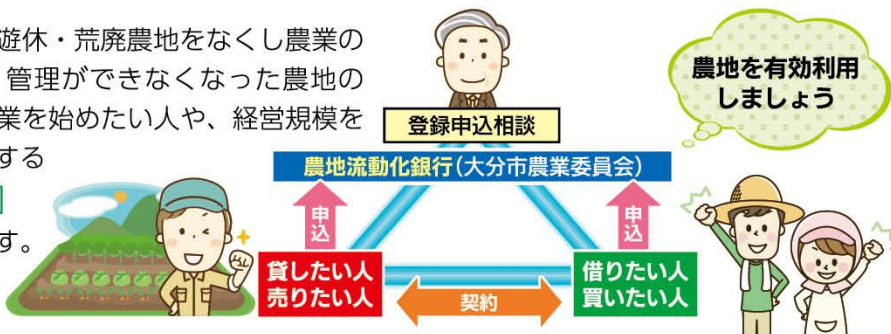 遊休・荒廃農地をなくし農業の
管理ができなくなった農地の
業を始めたい人や、経営規模を
する
す。
登録申込相談
農地を有効利用
しましょう
農地流動化銀行(大分市農業委員会)
申込
申込
貸したい人
売りたい人
契約
借りたい人
買いたい人